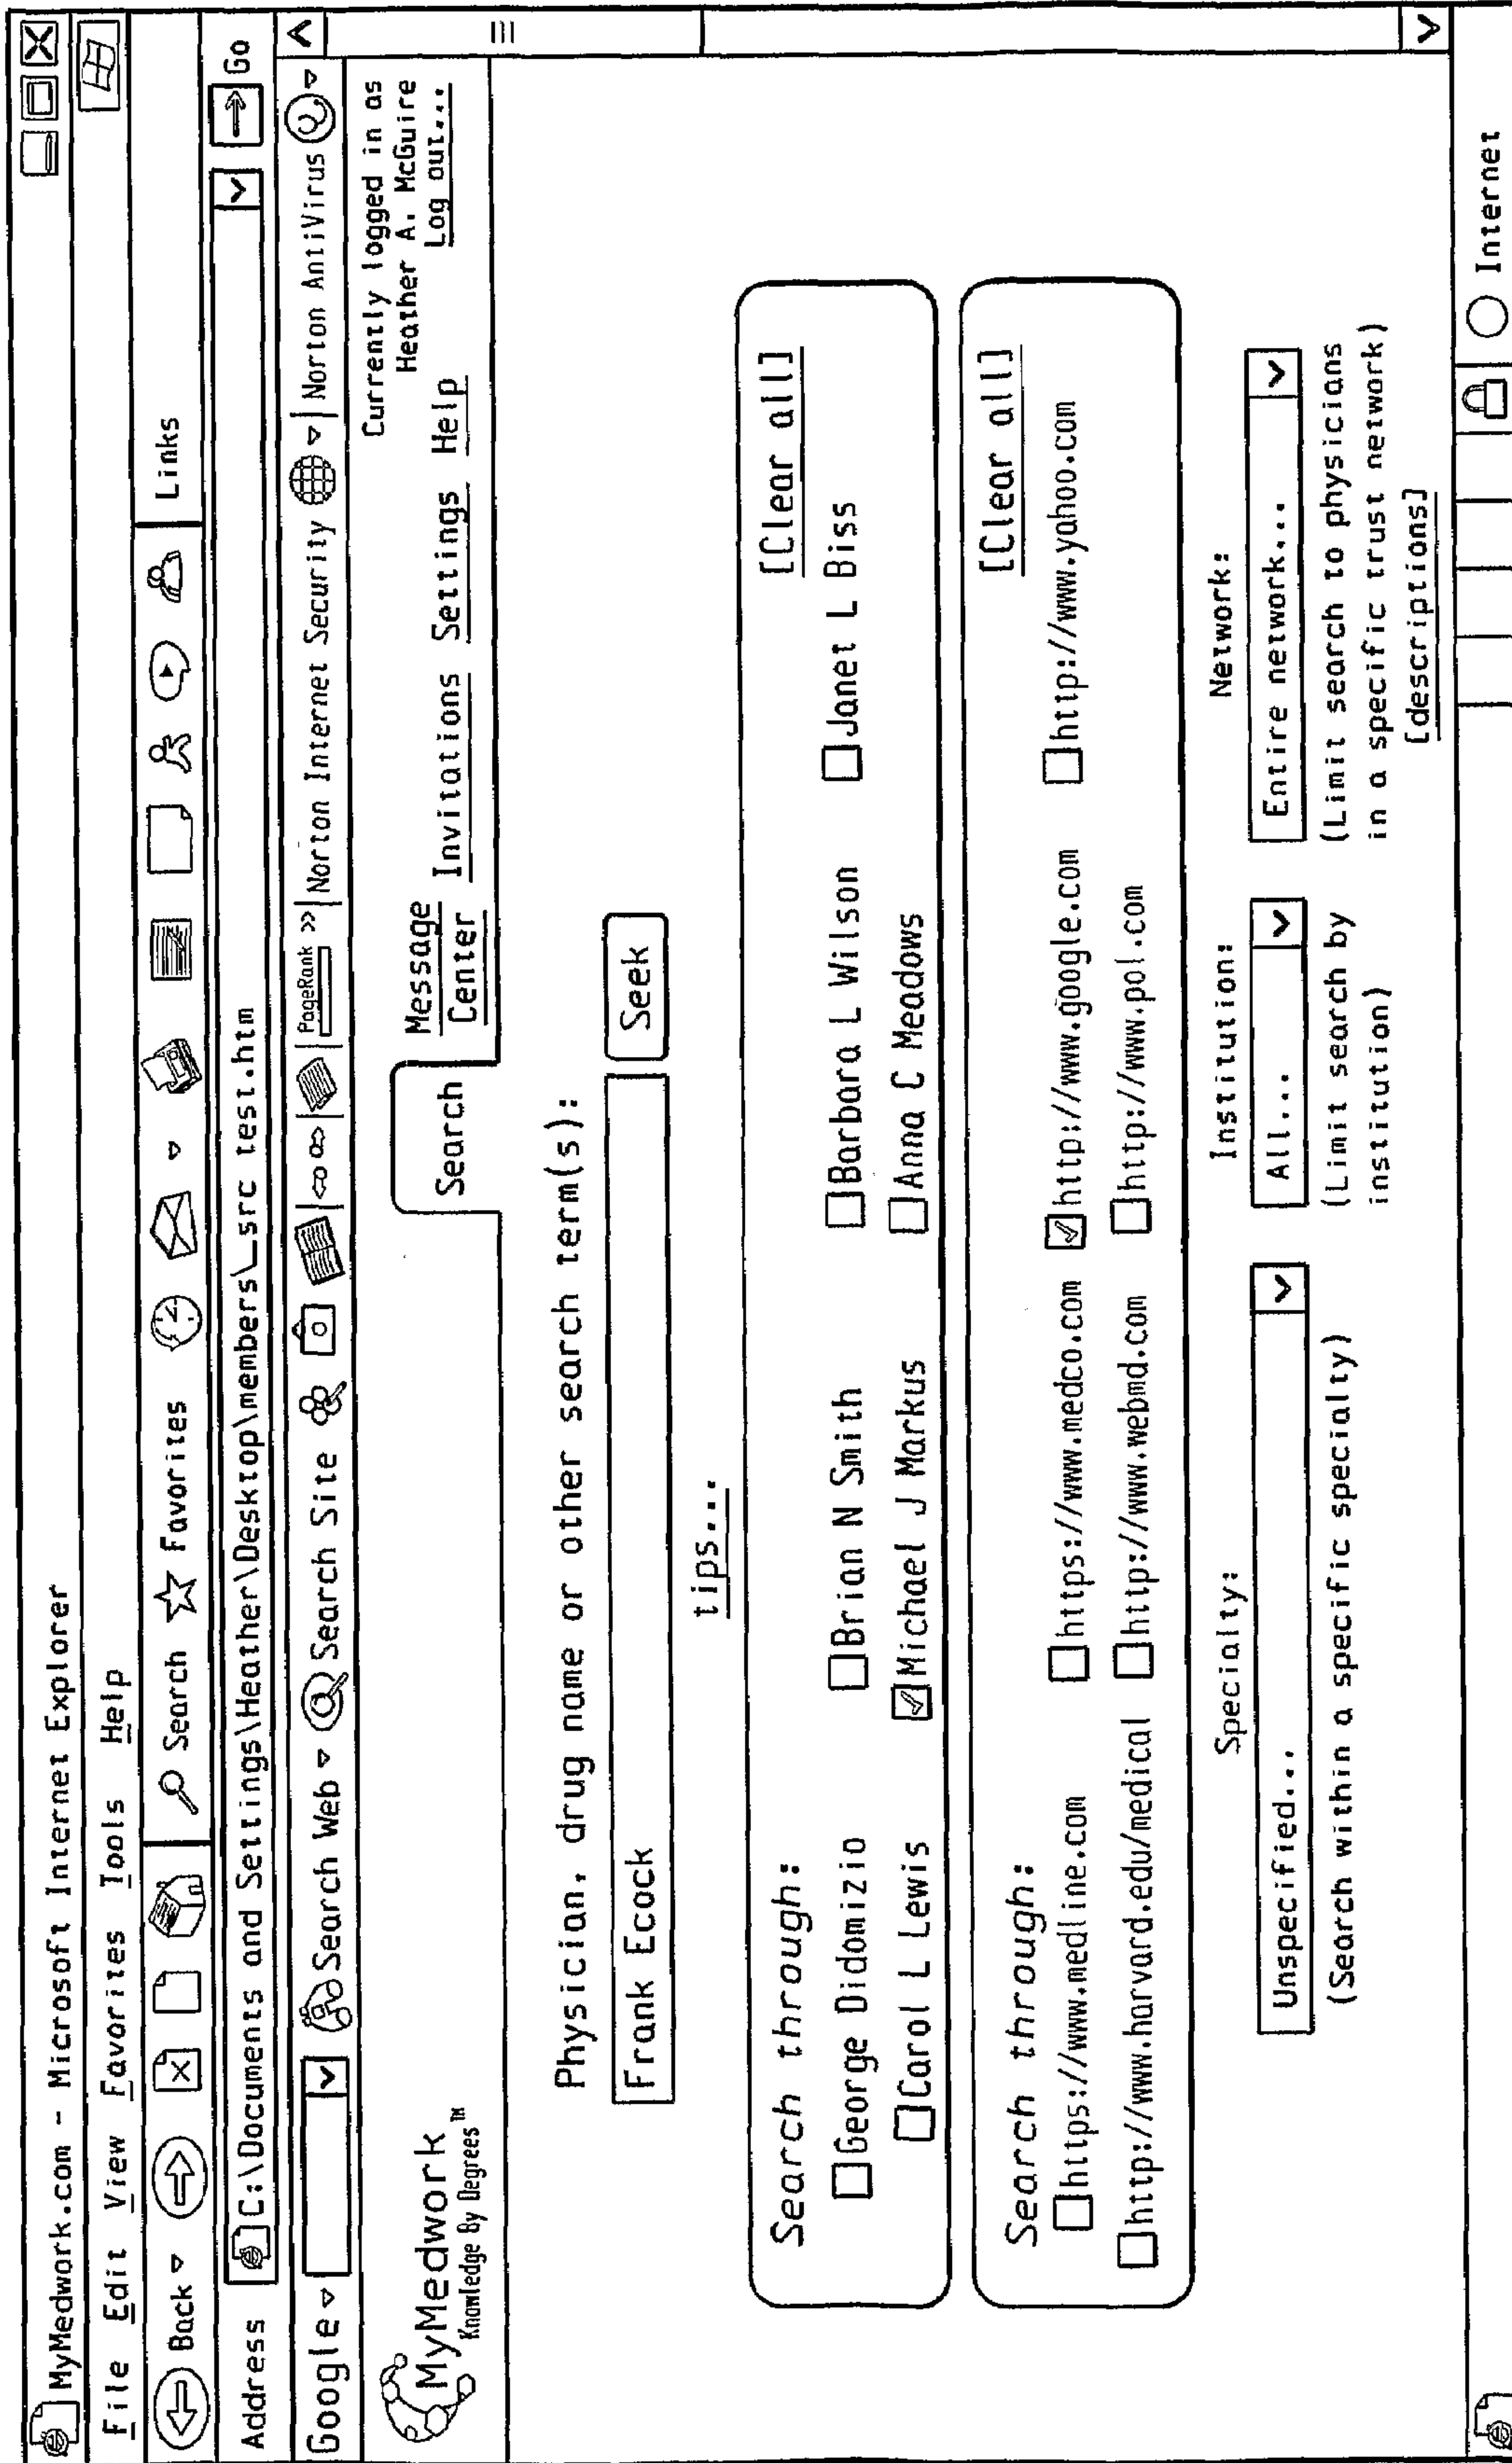 MyMedwork.com - Microsoft Internet Explorer
File Edit View Favorites Tools Help
Back Search Favorites Links
Address C:\Documents and Settings\Heather\Desktop\members\_src test.htm Go
Google Search Web Search Site PageRank >> Norton Internet Security Norton AntiVirus
MyMedwork
Knowledge By Degrees™
Currently logged in as
Heather A. McGuire
Log out...
Search Message Center Invitations Settings Help
Physician, drug name or other search term(s):
Frank Ecock Seek
tips...
Search through: [Clear all]
George Didomizio Brian N Smith Barbara L Wilson Janet L Biss
Carol L Lewis Michael J Markus Anna C Meadows
Search through: [Clear all]
https://www.medline.com https://www.medco.com http://www.google.com http://www.yahoo.com
http://www.harvard.edu/medical http://www.webmd.com http://www.pol.com
Specialty: Institution: Network:
Unspecified... All... Entire network...
(Search within a specific specialty) (Limit search by institution) (Limit search to physicians in a specific trust network)
[descriptions]
Internet